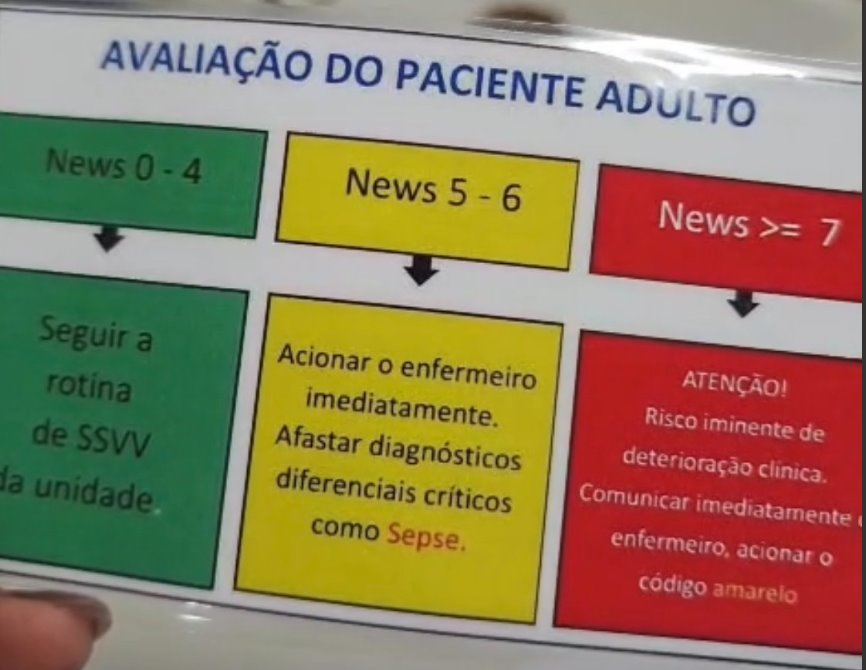 AVALIAÇÃO DO PACIENTE ADULTO
News 0 - 4
Seguir a
rotina
de SSVV
da unidade.
News 5 - 6
Acionar o enfermeiro
imediatamente.
Afastar diagnósticos
diferenciais críticos
como Sepse.
News >= 7
ATENÇÃO!
Risco iminente de
deterioração clínica.
Comunicar imediatamente
enfermeiro, acionar o
código amarelo